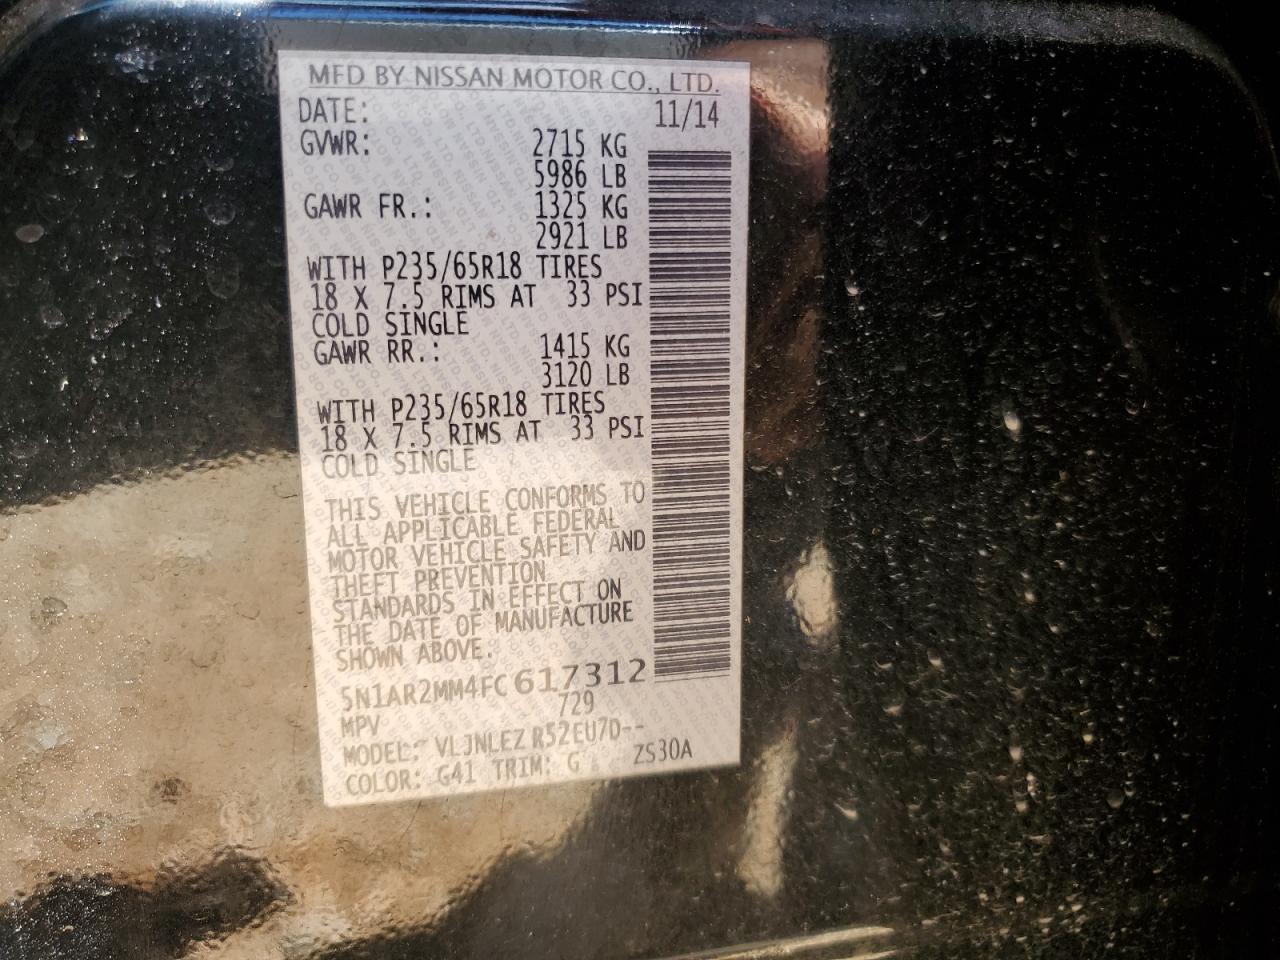 MFD BY NISSAN MOTOR CO., LTD.
DATE: 11/14
GVWR: 2715 KG
5986 LB
GAWR FR.: 1325 KG
2921 LB
WITH P235/65R18 TIRES
18 X 7.5 RIMS AT 33 PSI
COLD SINGLE
GAWR RR.: 1415 KG
3120 LB
WITH P235/65R18 TIRES
18 X 7.5 RIMS AT 33 PSI
COLD SINGLE
THIS VEHICLE CONFORMS TO
ALL APPLICABLE FEDERAL
MOTOR VEHICLE SAFETY AND
THEFT PREVENTION
STANDARDS IN EFFECT ON
THE DATE OF MANUFACTURE
SHOWN ABOVE.
5N1AR2MM4FC617312
MPV 729
MODEL: VLJNLEZ R52EU7D--
COLOR: G41 TRIM: G ZS30A